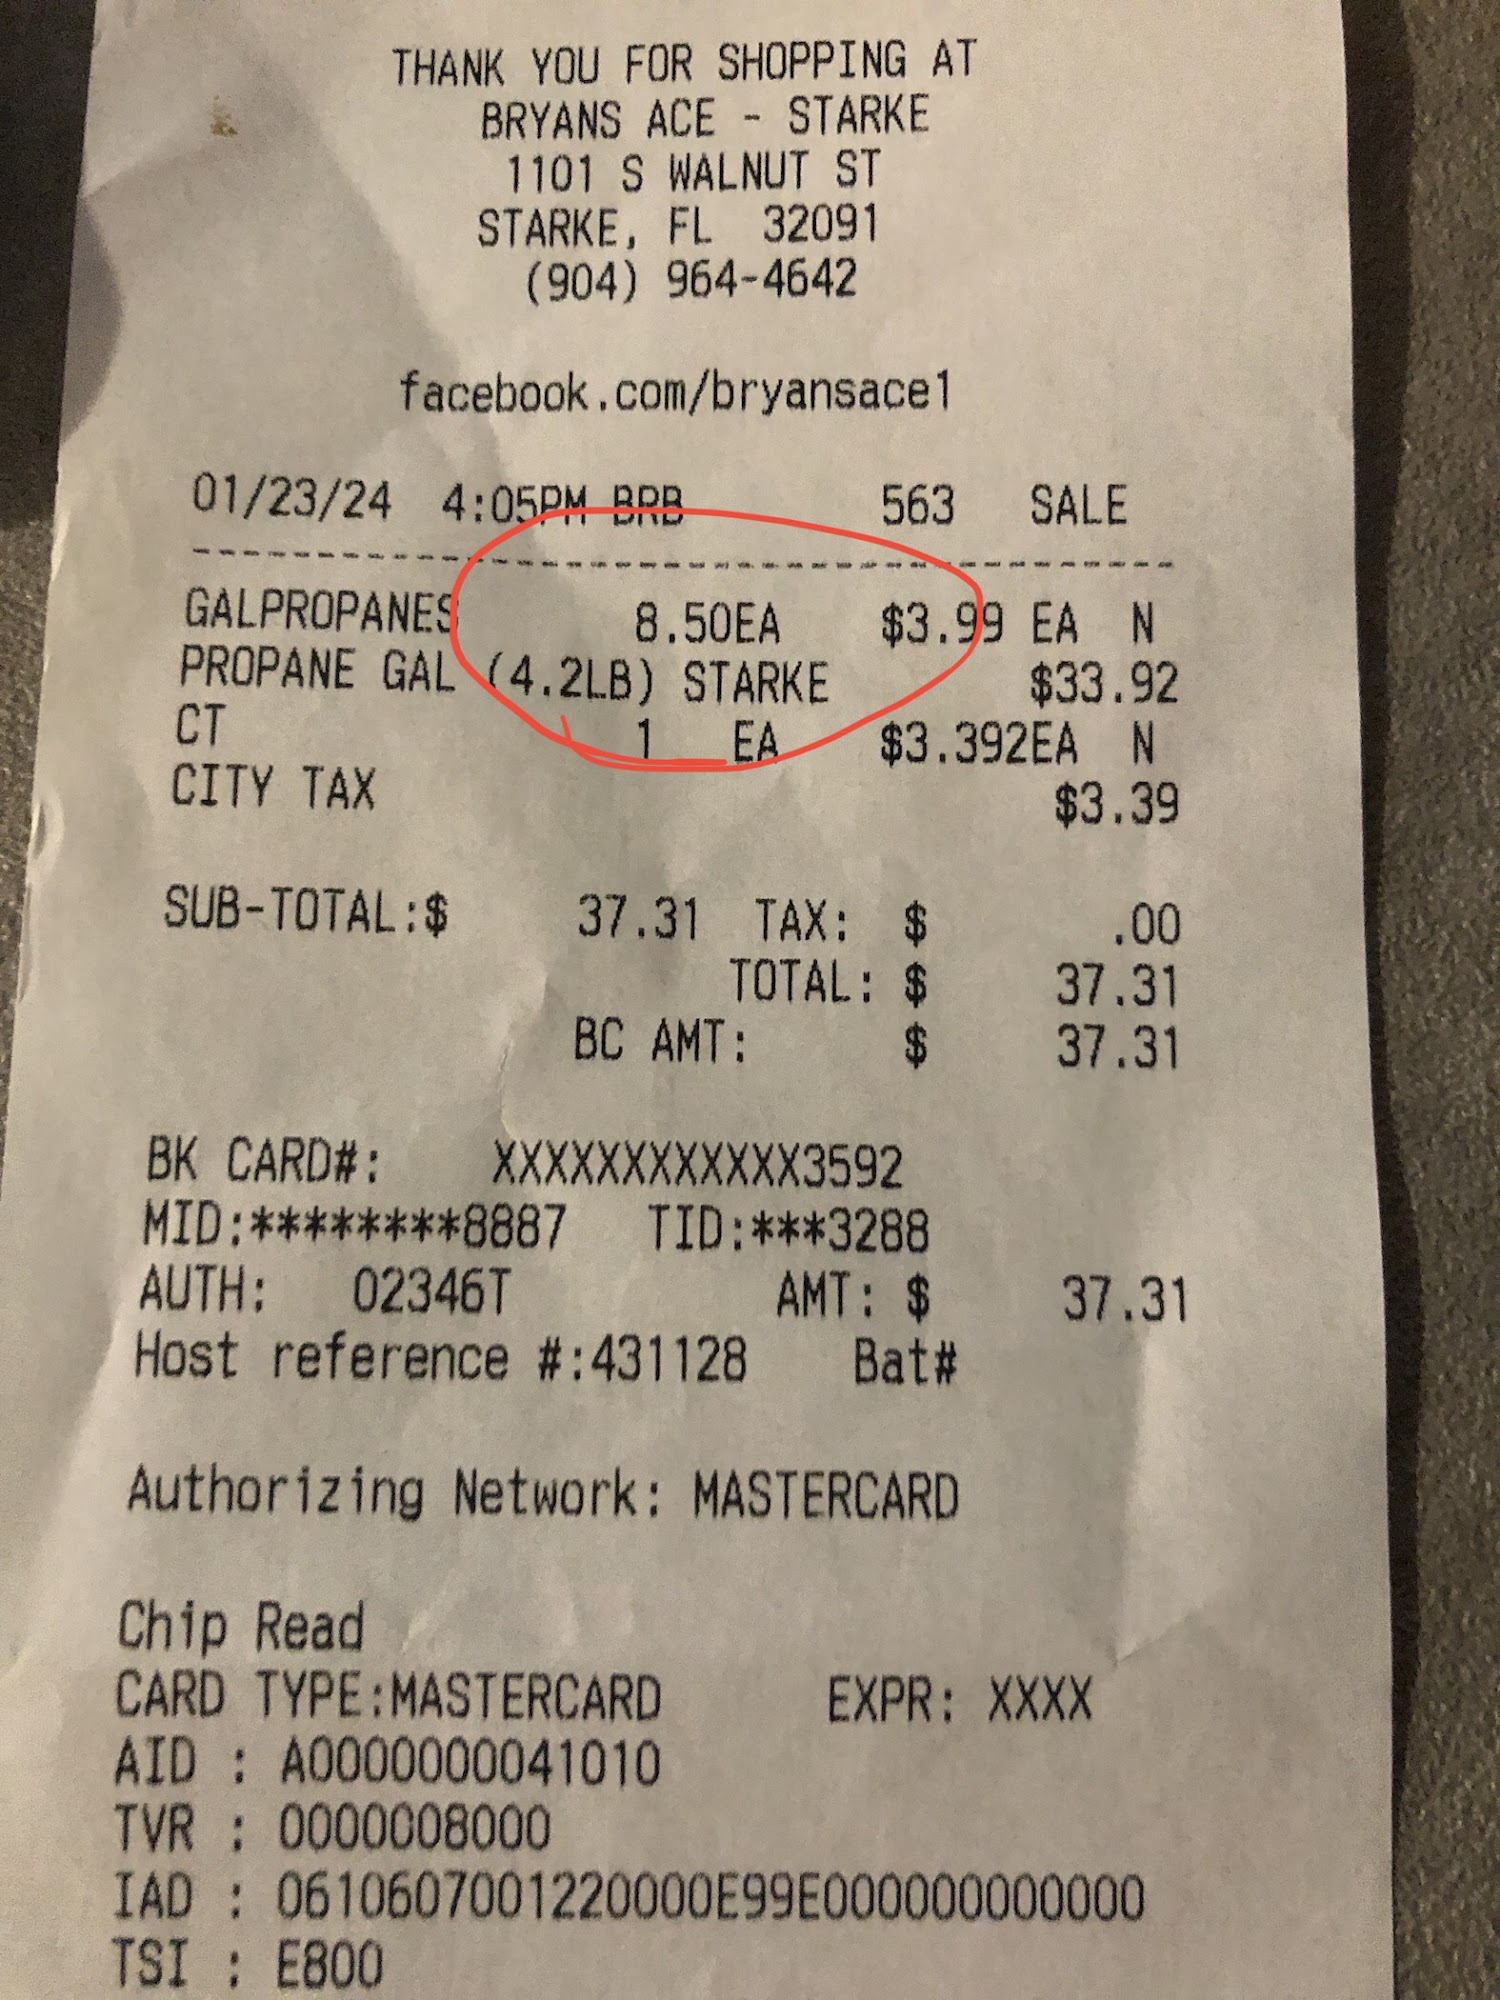 THANK YOU FOR SHOPPING AT
BRYANS ACE - STARKE
1101 S WALNUT ST
STARKE, FL 32091
(904) 964-4642
facebook.com/bryansace1
01/23/24 4:05PM BRB 563 SALE
GALPROPANES 8.50EA $3.99 EA N
PROPANE GAL (4.2LB) STARKE $33.92
CT 1 EA $3.392EA N
CITY TAX $3.39
SUB-TOTAL:$ 37.31 TAX: $ .00
TOTAL: $ 37.31
BC AMT: $ 37.31
BK CARD#: XXXXXXXXXXXX3592
MID:********8887 TID:***3288
AUTH: 02346T AMT: $ 37.31
Host reference #:431128 Bat#
Authorizing Network: MASTERCARD
Chip Read
CARD TYPE:MASTERCARD EXPR: XXXX
AID : A0000000041010
TVR : 0000008000
IAD : 0610607001220000E99E000000000000
TSI : E800